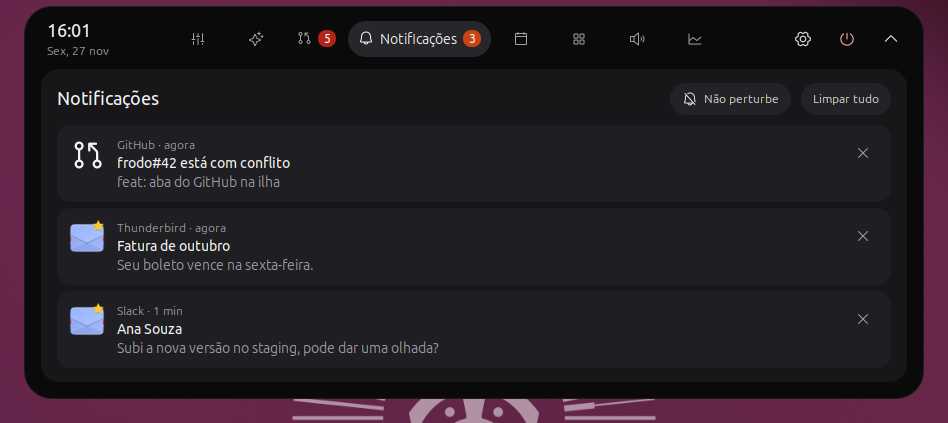 16:01
Sex, 27 nov
5
Notificações 3
Notificações
Não perturbe
Limpar tudo
GitHub · agora
frodo#42 está com conflito
feat: aba do GitHub na ilha
Thunderbird · agora
Fatura de outubro
Seu boleto vence na sexta-feira.
Slack · 1 min
Ana Souza
Subi a nova versão no staging, pode dar uma olhada?